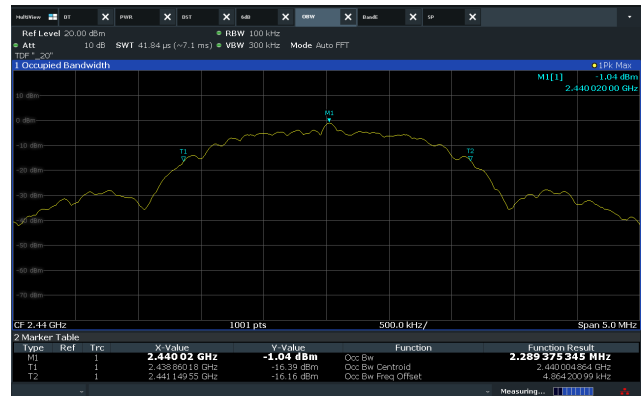 MultiView BT X PWR X DST X 6dB X OBW X BandE X SP X
Ref Level 20.00 dBm RBW 100 kHz
Att 10 dB SWT 41.84 µs (~7.1 ms) VBW 300 kHz Mode Auto FFT
TDF "_20"
1 Occupied Bandwidth 1Pk Max
M1[1] -1.04 dBm
2.440 020 00 GHz
10 dBm
0 dBm
M1
-10 dBm
T1 T2
-20 dBm
-30 dBm
-40 dBm
-50 dBm
-60 dBm
-70 dBm
CF 2.44 GHz 1001 pts 500.0 kHz/ Span 5.0 MHz
2 Marker Table
Type Ref Trc X-Value Y-Value Function Function Result
M1 1 2.440 02 GHz -1.04 dBm Occ Bw 2.289 375 345 MHz
T1 1 2.438 860 18 GHz -16.39 dBm Occ Bw Centroid 2.440 004 864 GHz
T2 1 2.441 149 55 GHz -16.16 dBm Occ Bw Freq Offset 4.864 200 99 kHz
Measuring...